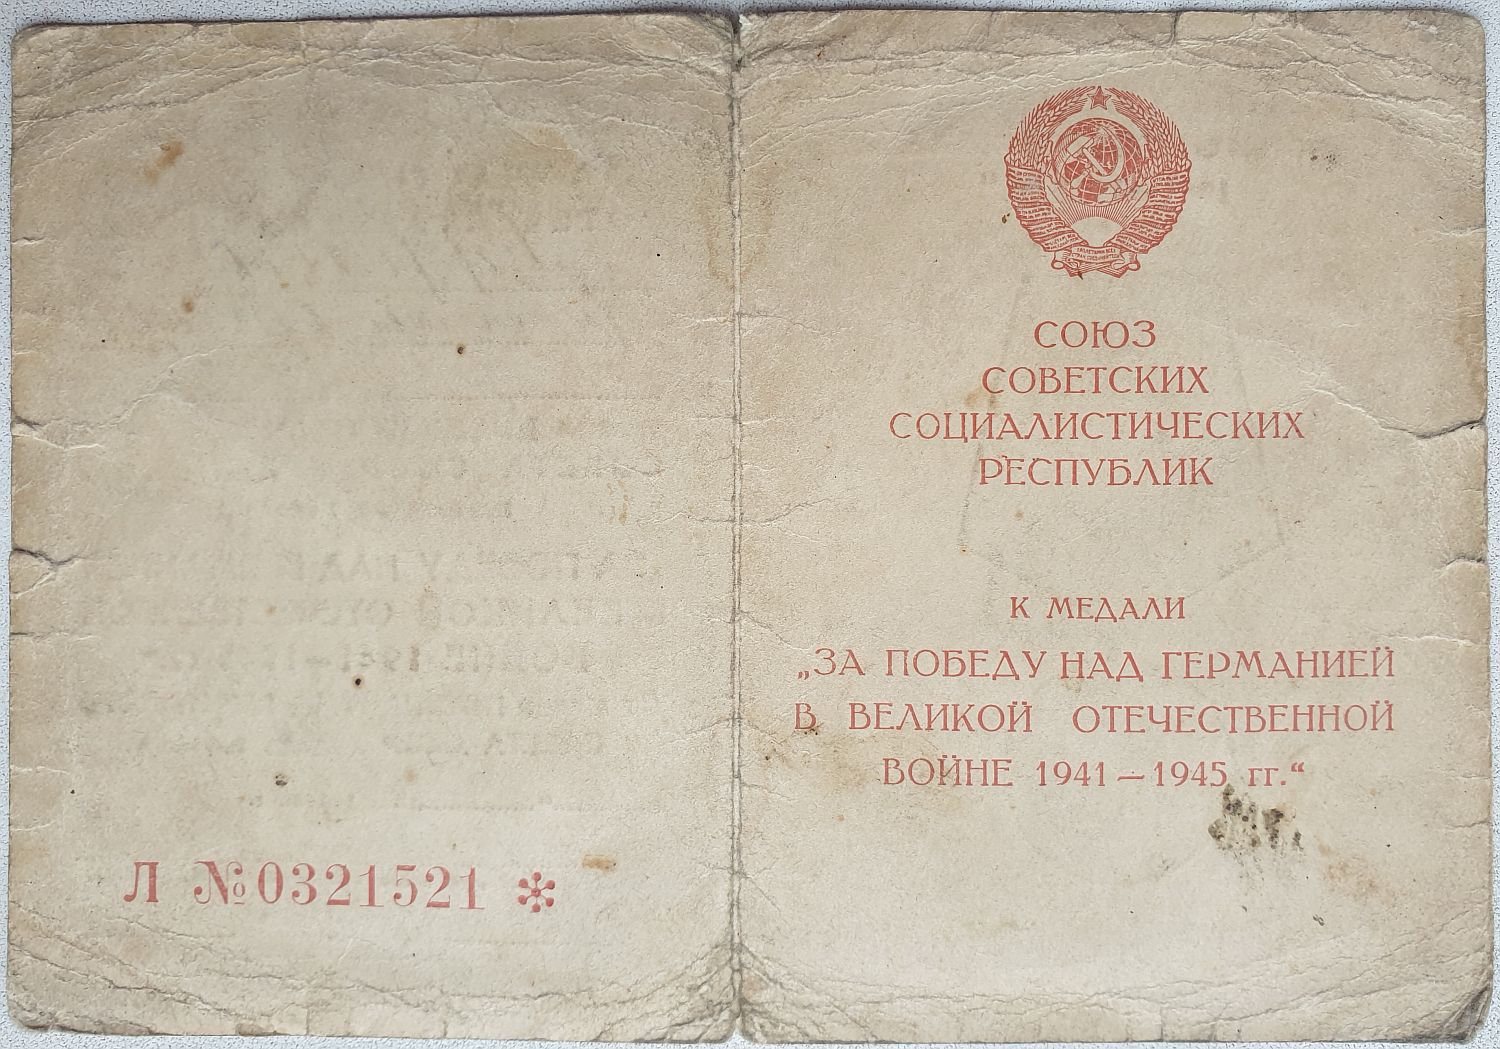 Л №0321521 *
СОЮЗ
СОВЕТСКИХ
СОЦИАЛИСТИЧЕСКИХ
РЕСПУБЛИК
К МЕДАЛИ
„ЗА ПОБЕДУ НАД ГЕРМАНИЕЙ
В ВЕЛИКОЙ ОТЕЧЕСТВЕННОЙ
ВОЙНЕ 1941 — 1945 гг.“